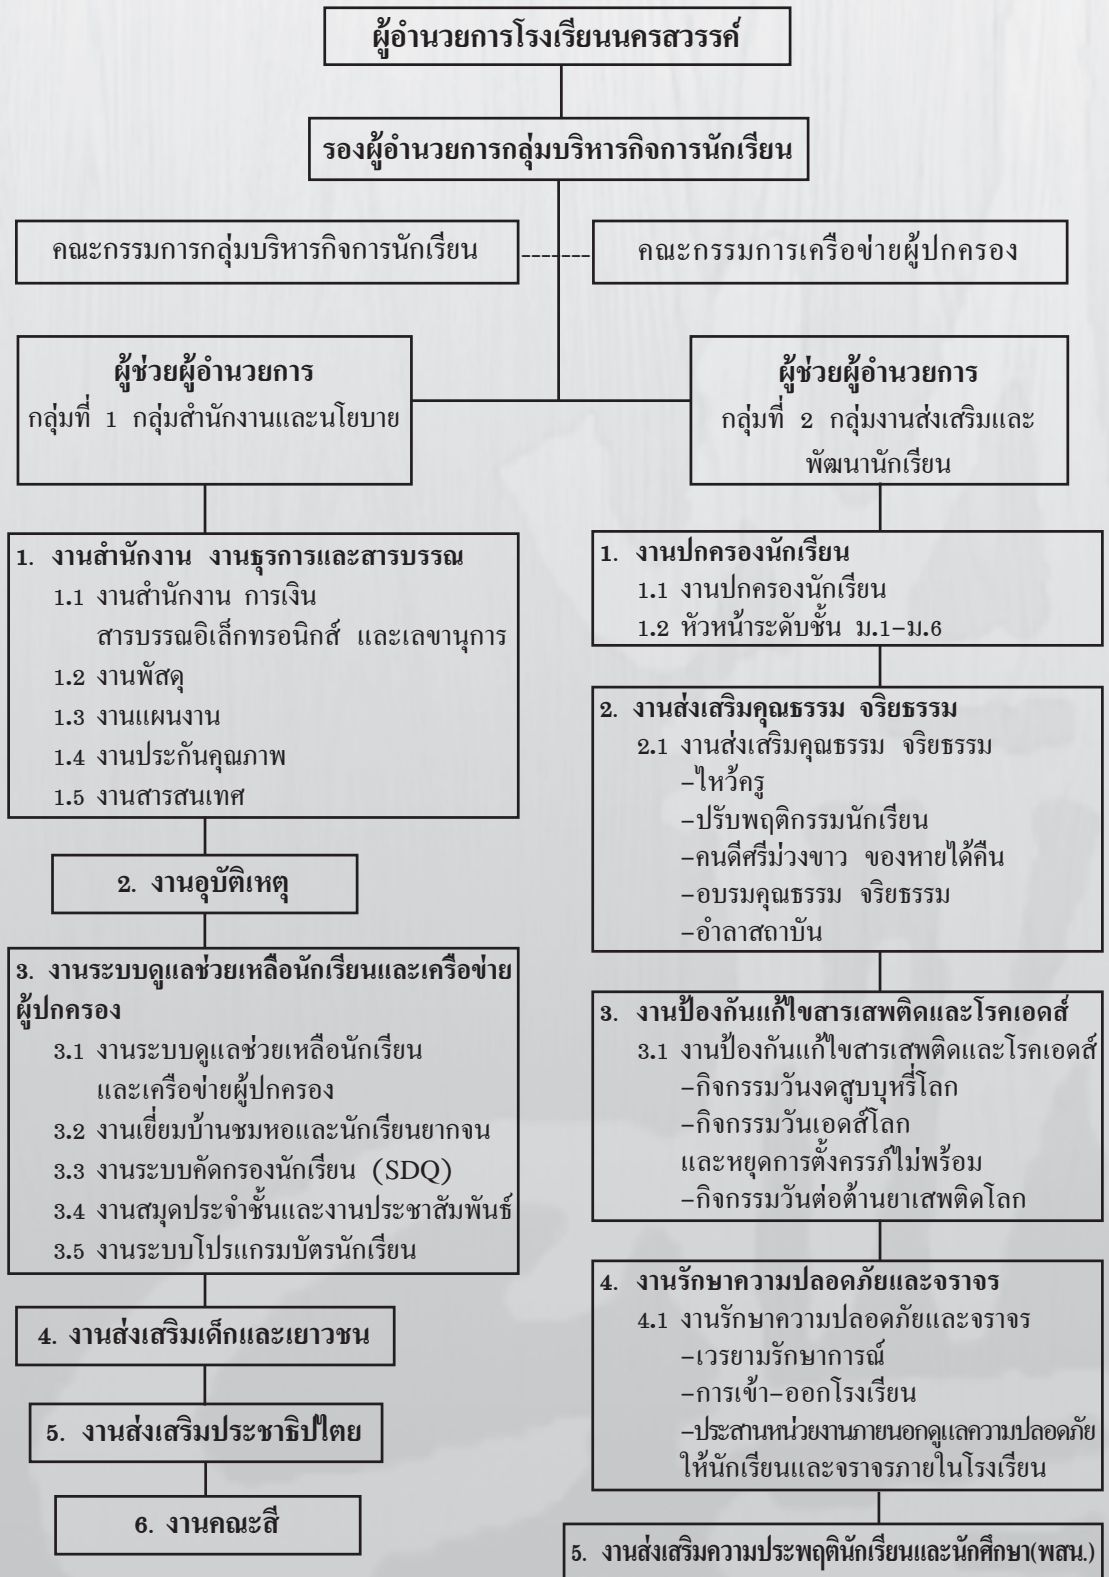 ผู้อำนวยการโรงเรียนนครสวรรค์
รองผู้อำนวยการกลุ่มบริหารกิจการนักเรียน
คณะกรรมการกลุ่มบริหารกิจการนักเรียน
คณะกรรมการเครือข่ายผู้ปกครอง
ผู้ช่วยผู้อำนวยการ
กลุ่มที่ 1 กลุ่มสำนักงานและนโยบาย
ผู้ช่วยผู้อำนวยการ
กลุ่มที่ 2 กลุ่มงานส่งเสริมและ
พัฒนานักเรียน
1. งานสำนักงาน งานธุรการและสารบรรณ
1.1 งานสำนักงาน การเงิน
สารบรรณอิเล็กทรอนิกส์ และเลขานุการ
1.2 งานพัสดุ
1.3 งานแผนงาน
1.4 งานประกันคุณภาพ
1.5 งานสารสนเทศ
2. งานอุบัติเหตุ
3. งานระบบดูแลช่วยเหลือนักเรียนและเครือข่าย
ผู้ปกครอง
3.1 งานระบบดูแลช่วยเหลือนักเรียน
และเครือข่ายผู้ปกครอง
3.2 งานเยี่ยมบ้านชมหอและนักเรียนยากจน
3.3 งานระบบคัดกรองนักเรียน (SDQ)
3.4 งานสมุดประจำชั้นและงานประชาสัมพันธ์
3.5 งานระบบโปรแกรมบัตรนักเรียน
4. งานส่งเสริมเด็กและเยาวชน
5. งานส่งเสริมประชาธิปไตย
6. งานคณะสี
1. งานปกครองนักเรียน
1.1 งานปกครองนักเรียน
1.2 หัวหน้าระดับชั้น ม.1-ม.6
2. งานส่งเสริมคุณธรรม จริยธรรม
2.1 งานส่งเสริมคุณธรรม จริยธรรม
-ไหว้ครู
-ปรับพฤติกรรมนักเรียน
-คนดีศรีม่วงขาว ของหายได้คืน
-อบรมคุณธรรม จริยธรรม
-อำลาสถาบัน
3. งานป้องกันแก้ไขสารเสพติดและโรคเอดส์
3.1 งานป้องกันแก้ไขสารเสพติดและโรคเอดส์
-กิจกรรมวันงดสูบบุหรี่โลก
-กิจกรรมวันเอดส์โลก
และหยุดการตั้งครรภ์ไม่พร้อม
-กิจกรรมวันต่อต้านยาเสพติดโลก
4. งานรักษาความปลอดภัยและจราจร
4.1 งานรักษาความปลอดภัยและจราจร
-เวรยามรักษาการณ์
-การเข้า-ออกโรงเรียน
-ประสานหน่วยงานภายนอกดูแลความปลอดภัย
ให้นักเรียนและจราจรภายในโรงเรียน
5. งานส่งเสริมความประพฤตินักเรียนและนักศึกษา(พสน.)